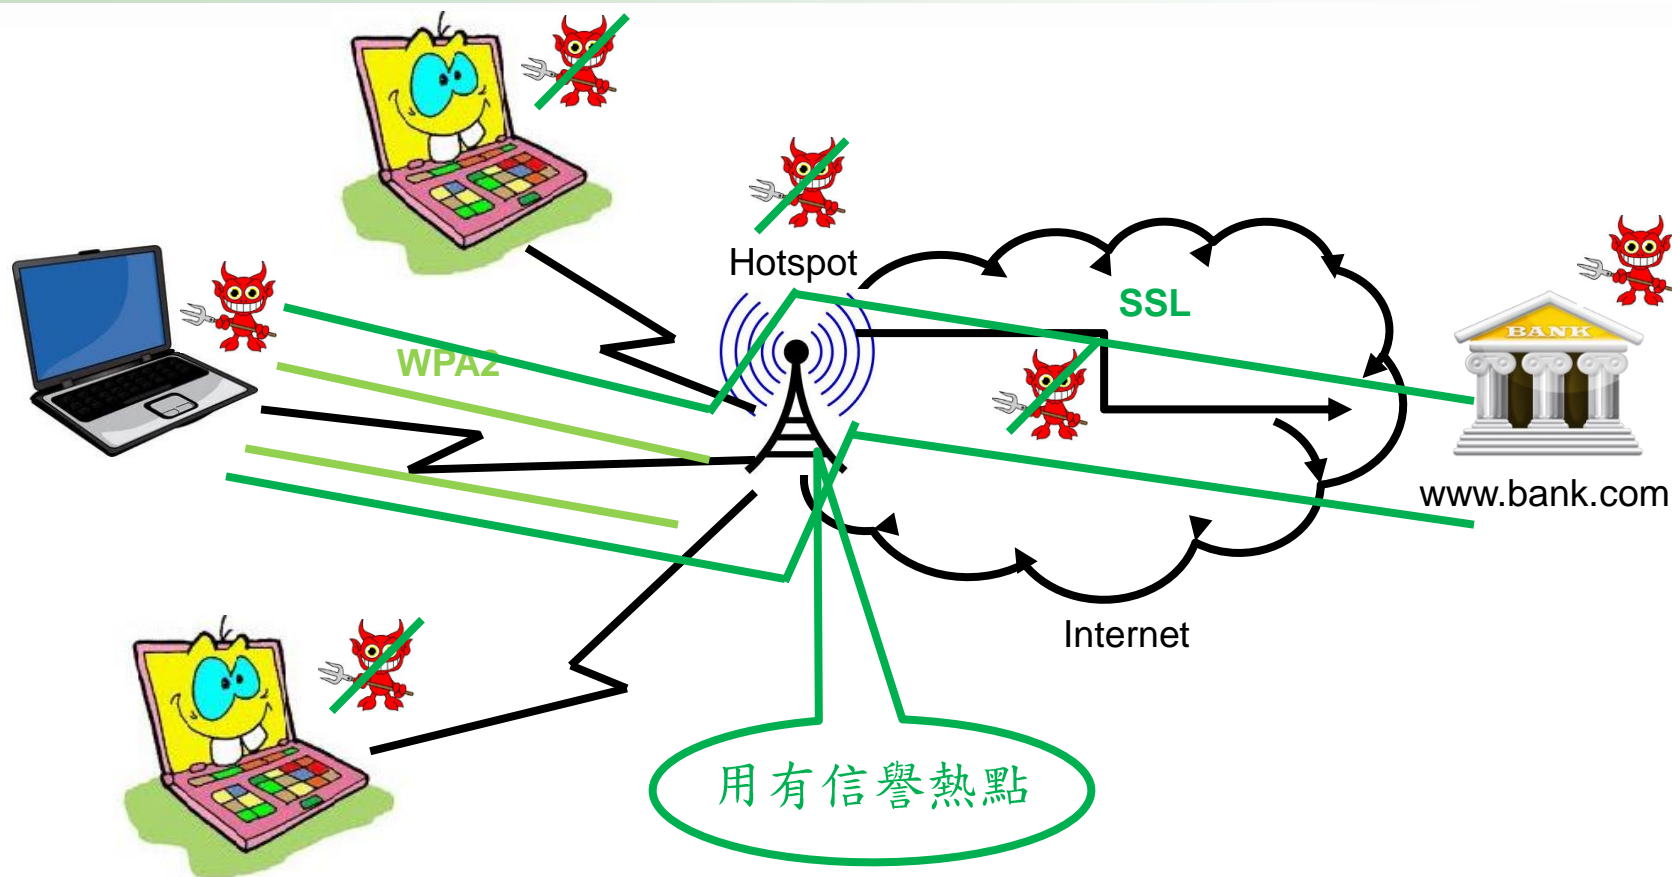 Hotspot
SSL
WPA2
BANK
www.bank.com
Internet
用有信譽熱點